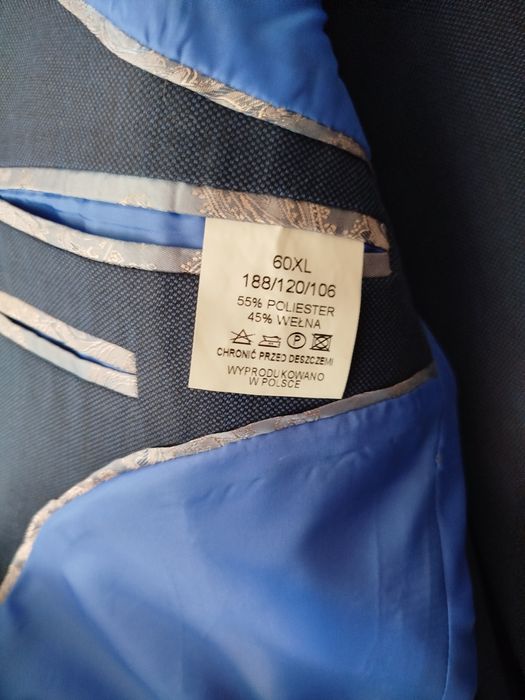 60XL
188/120/106
55% POLIESTER
45% WEŁNA
P
CHRONIĆ PRZED DESZCZEM
WYPRODUKOWANO
W POLSCE